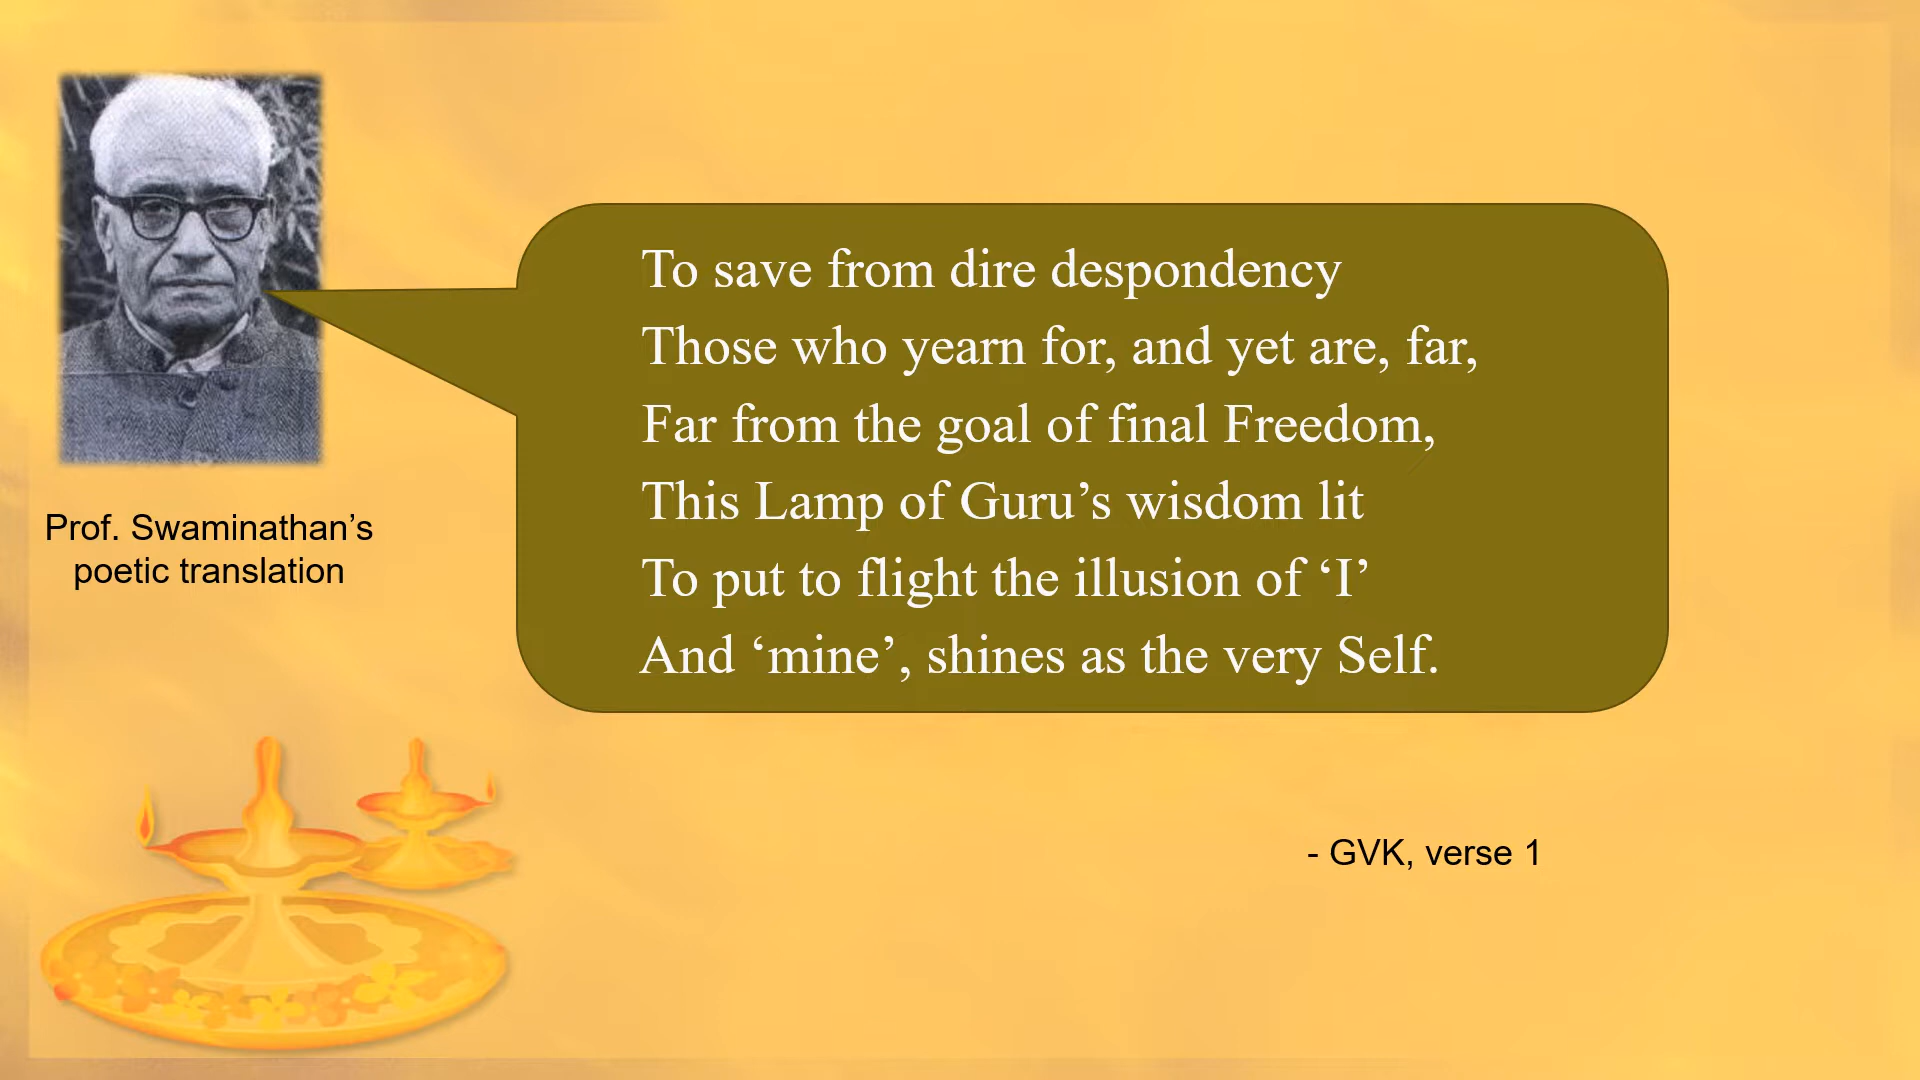 Prof. Swaminathan’s
poetic translation
To save from dire despondency
Those who yearn for, and yet are, far,
Far from the goal of final Freedom,
This Lamp of Guru’s wisdom lit
To put to flight the illusion of ‘I’
And ‘mine’, shines as the very Self.
- GVK, verse 1